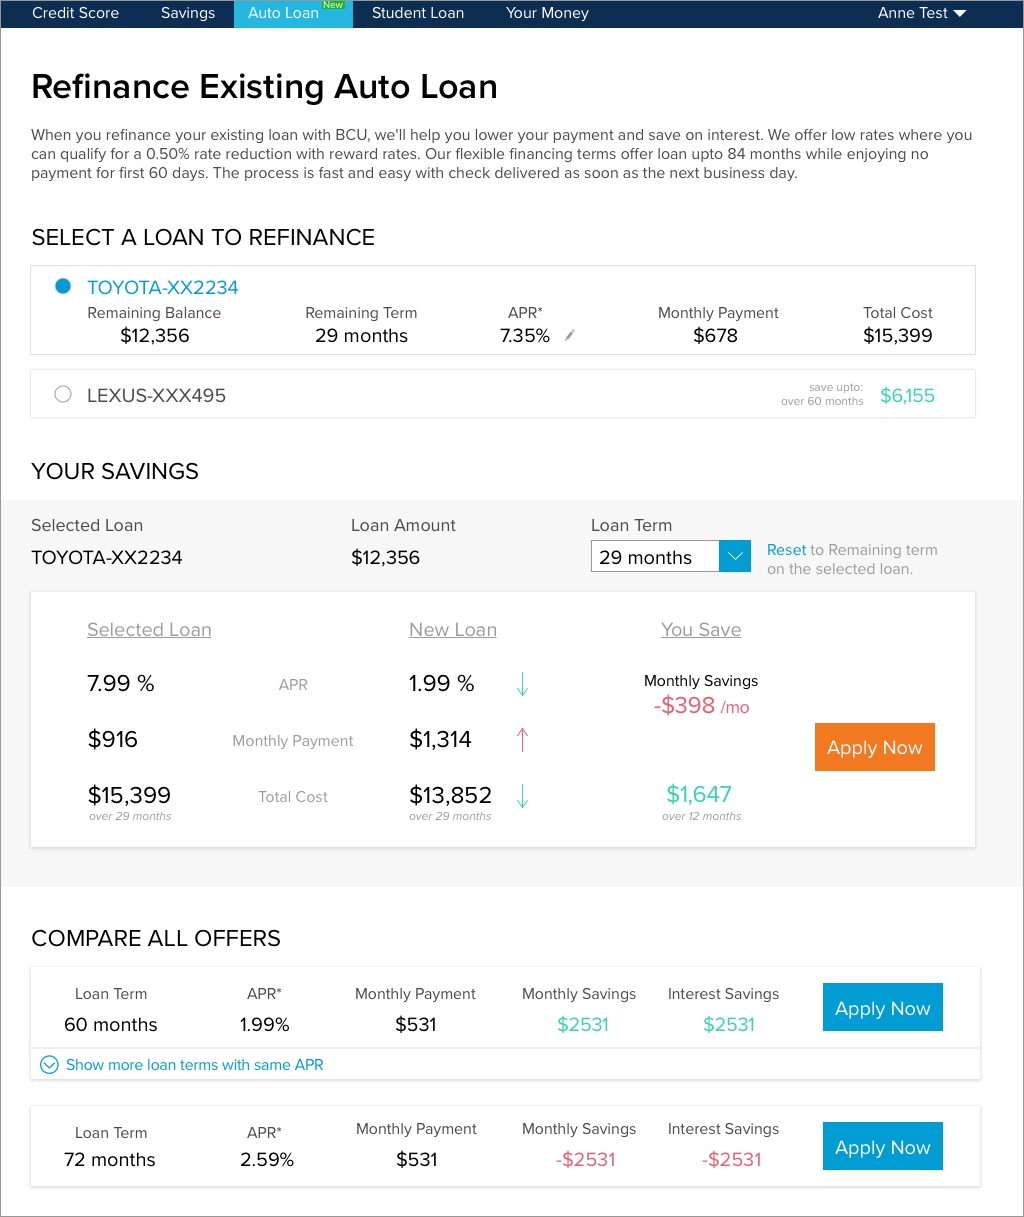 Credit Score Savings Auto Loan New Student Loan Your Money Anne Test
Refinance Existing Auto Loan
When you refinance your existing loan with BCU, we'll help you lower your payment and save on interest. We offer low rates where you
can qualify for a 0.50% rate reduction with reward rates. Our flexible financing terms offer loan upto 84 months while enjoying no
payment for first 60 days. The process is fast and easy with check delivered as soon as the next business day.
SELECT A LOAN TO REFINANCE
TOYOTA-XX2234
Remaining Balance Remaining Term APR* Monthly Payment Total Cost
$12,356 29 months 7.35% $678 $15,399
LEXUS-XXX495 save upto: over 60 months $6,155
YOUR SAVINGS
Selected Loan Loan Amount Loan Term
TOYOTA-XX2234 $12,356 29 months
Reset to Remaining term
on the selected loan.
Selected Loan New Loan You Save
7.99 % APR 1.99 % Monthly Savings
-$398 /mo
$916 Monthly Payment $1,314
Apply Now
$15,399 Total Cost $13,852 $1,647
over 29 months over 29 months over 12 months
COMPARE ALL OFFERS
Loan Term APR* Monthly Payment Monthly Savings Interest Savings
60 months 1.99% $531 $2531 $2531 Apply Now
Show more loan terms with same APR
Loan Term APR* Monthly Payment Monthly Savings Interest Savings
72 months 2.59% $531 -$2531 -$2531 Apply Now